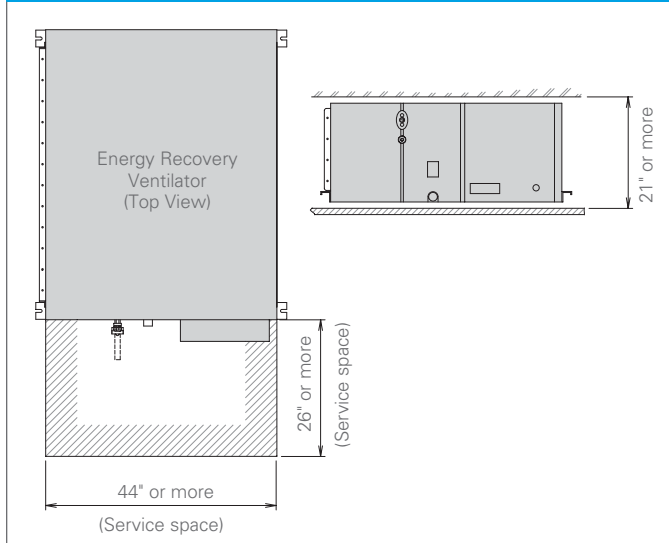 Energy Recovery
Ventilator
(Top View)
21" or more
26" or more
(Service space)
44" or more
(Service space)